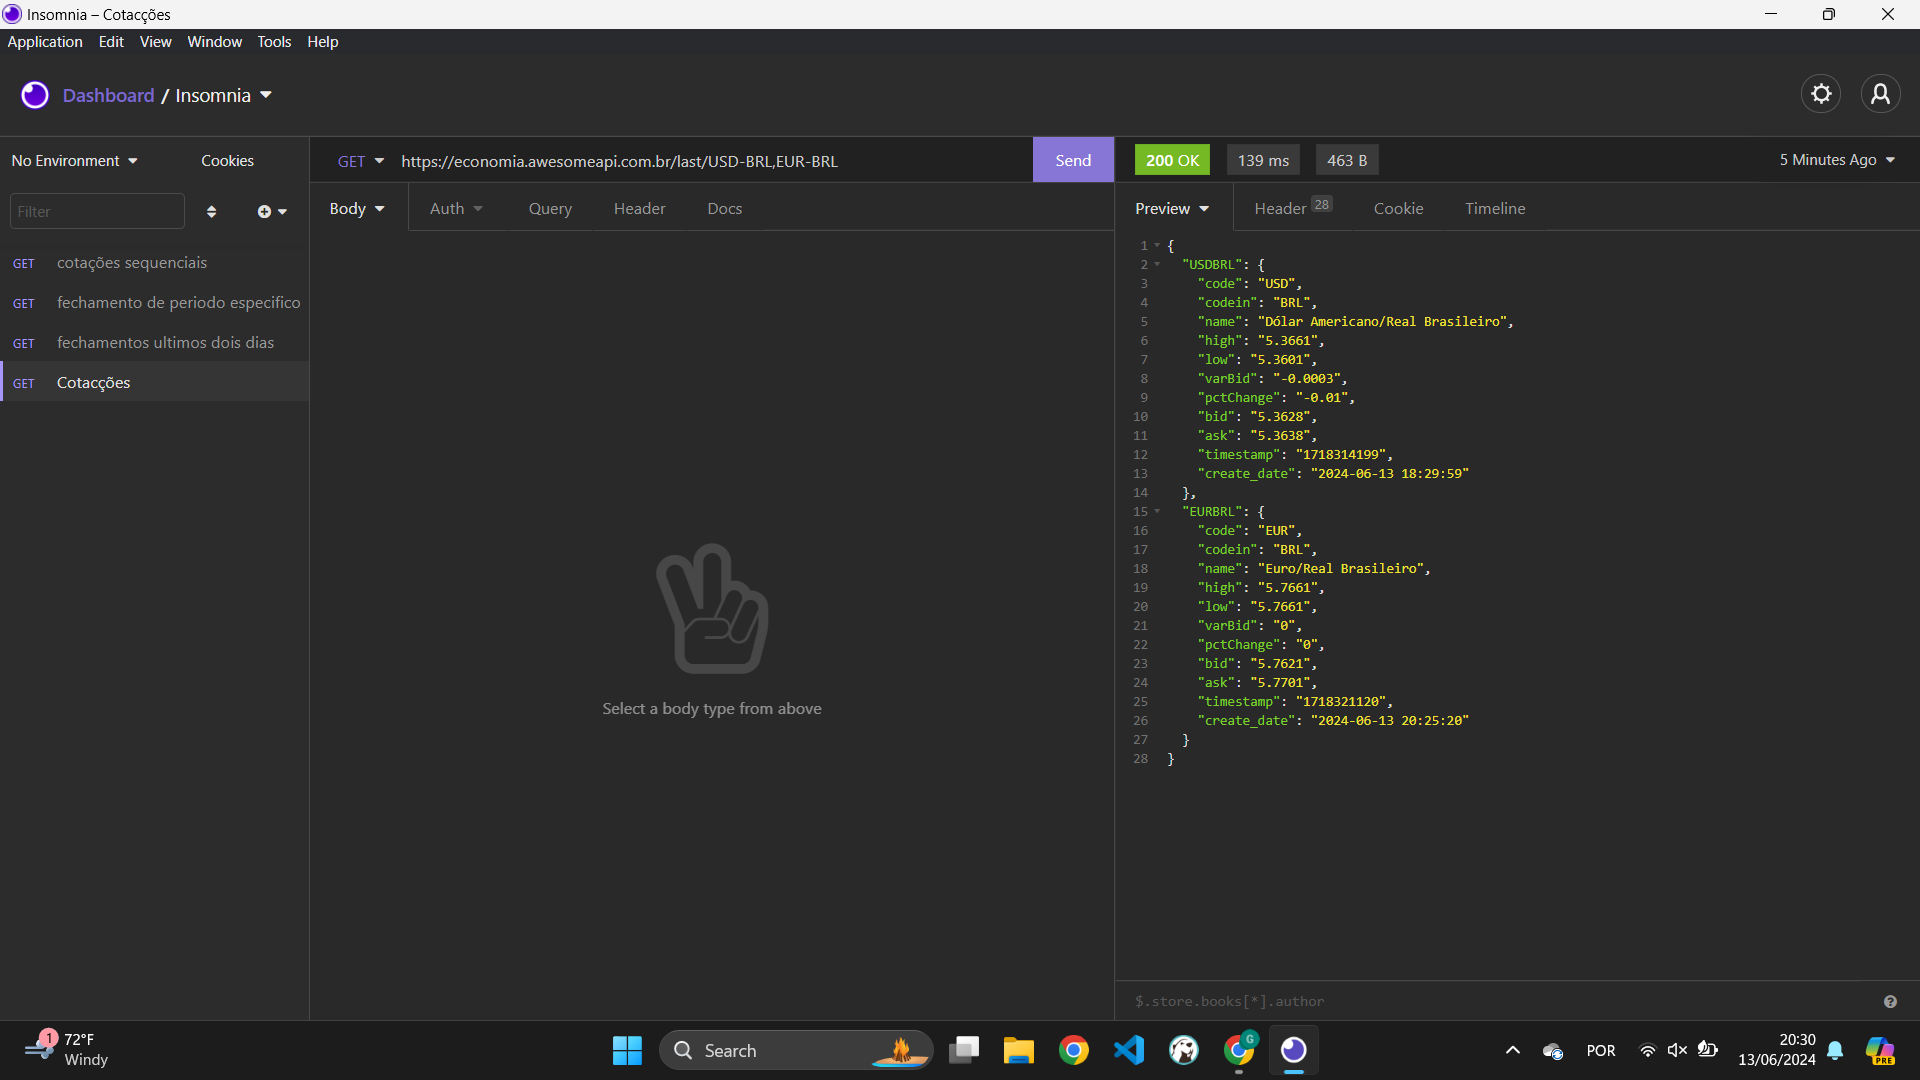 Insomnia – Cotacções
Application Edit View Window Tools Help
Dashboard / Insomnia
No Environment Cookies
Filter
GET cotações sequenciais
GET fechamento de periodo especifico
GET fechamentos ultimos dois dias
GET Cotacções
GET https://economia.awesomeapi.com.br/last/USD-BRL,EUR-BRL Send
Body Auth Query Header Docs
Select a body type from above
200 OK 139 ms 463 B 5 Minutes Ago
Preview Header 28 Cookie Timeline
1 {
2 "USDBRL": {
3 "code": "USD",
4 "codein": "BRL",
5 "name": "Dólar Americano/Real Brasileiro",
6 "high": "5.3661",
7 "low": "5.3601",
8 "varBid": "-0.0003",
9 "pctChange": "-0.01",
10 "bid": "5.3628",
11 "ask": "5.3638",
12 "timestamp": "1718314199",
13 "create_date": "2024-06-13 18:29:59"
14 },
15 "EURBRL": {
16 "code": "EUR",
17 "codein": "BRL",
18 "name": "Euro/Real Brasileiro",
19 "high": "5.7661",
20 "low": "5.7661",
21 "varBid": "0",
22 "pctChange": "0",
23 "bid": "5.7621",
24 "ask": "5.7701",
25 "timestamp": "1718321120",
26 "create_date": "2024-06-13 20:25:20"
27 }
28 }
$.store.books[*].author
1
72°F
Windy
Search
G
POR
20:30
13/06/2024
PRE